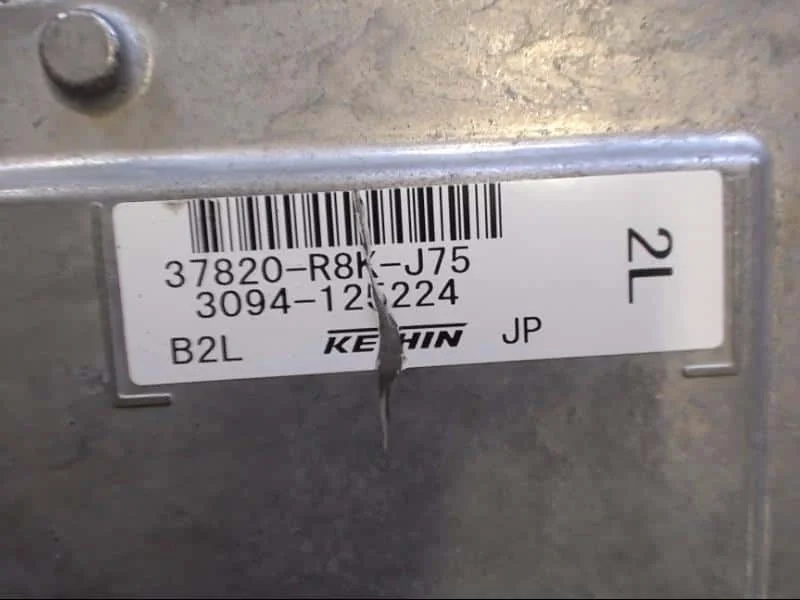 37820-R8K-J75
3094-125224
B2L KEIHIN JP
2L